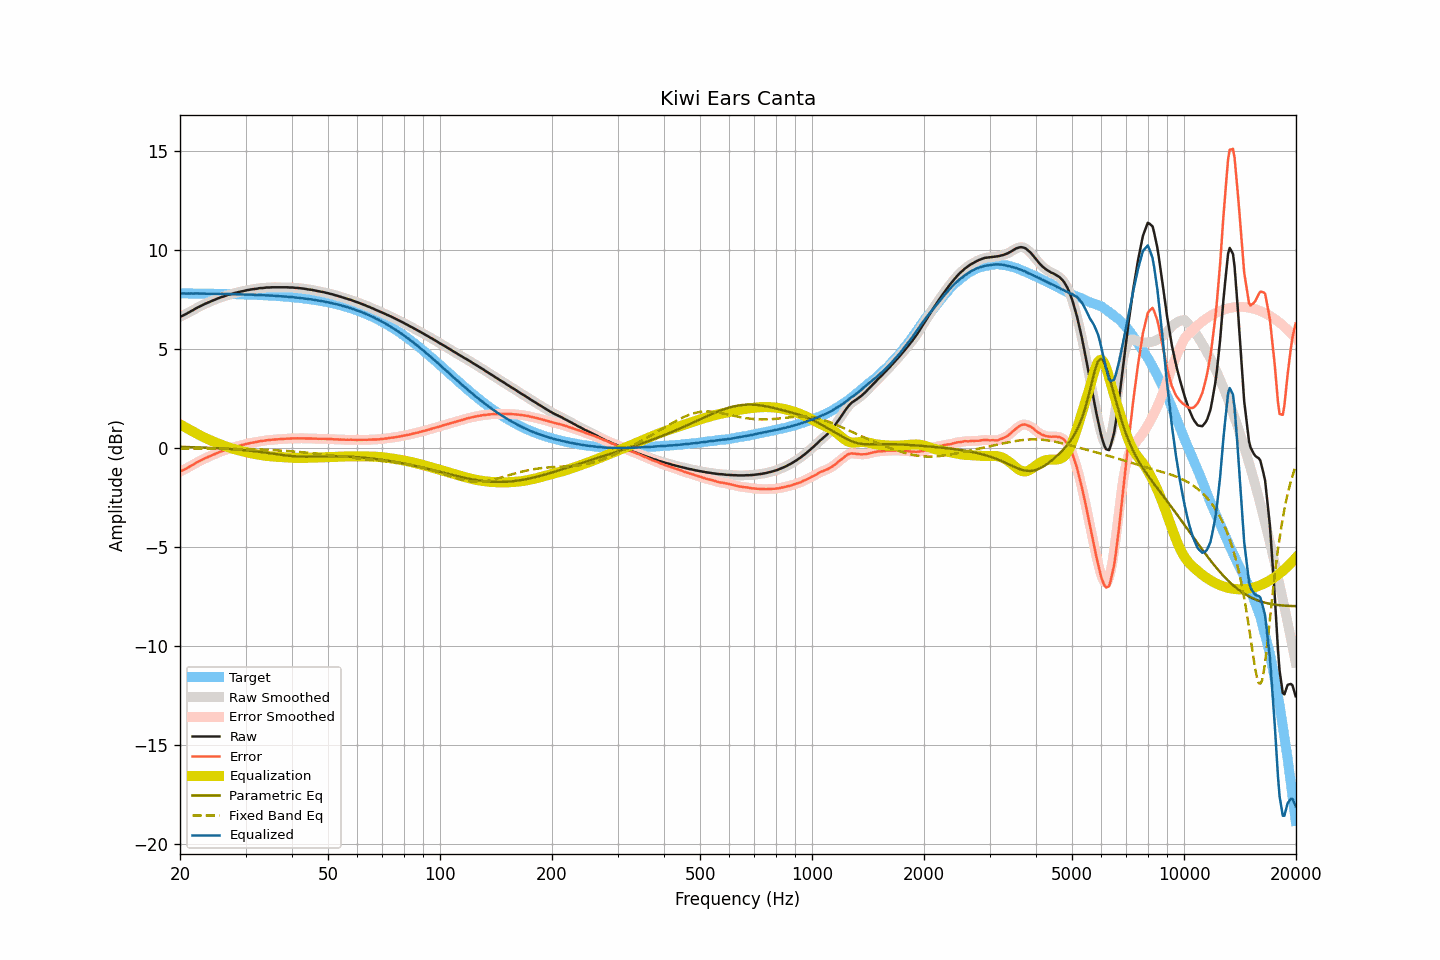 Kiwi Ears Canta
15
10
5
0
−5
−10
−15
−20
Amplitude (dBr)
Target
Raw Smoothed
Error Smoothed
Raw
Error
Equalization
Parametric Eq
Fixed Band Eq
Equalized
20 50 100 200 500 1000 2000 5000 10000 20000
Frequency (Hz)